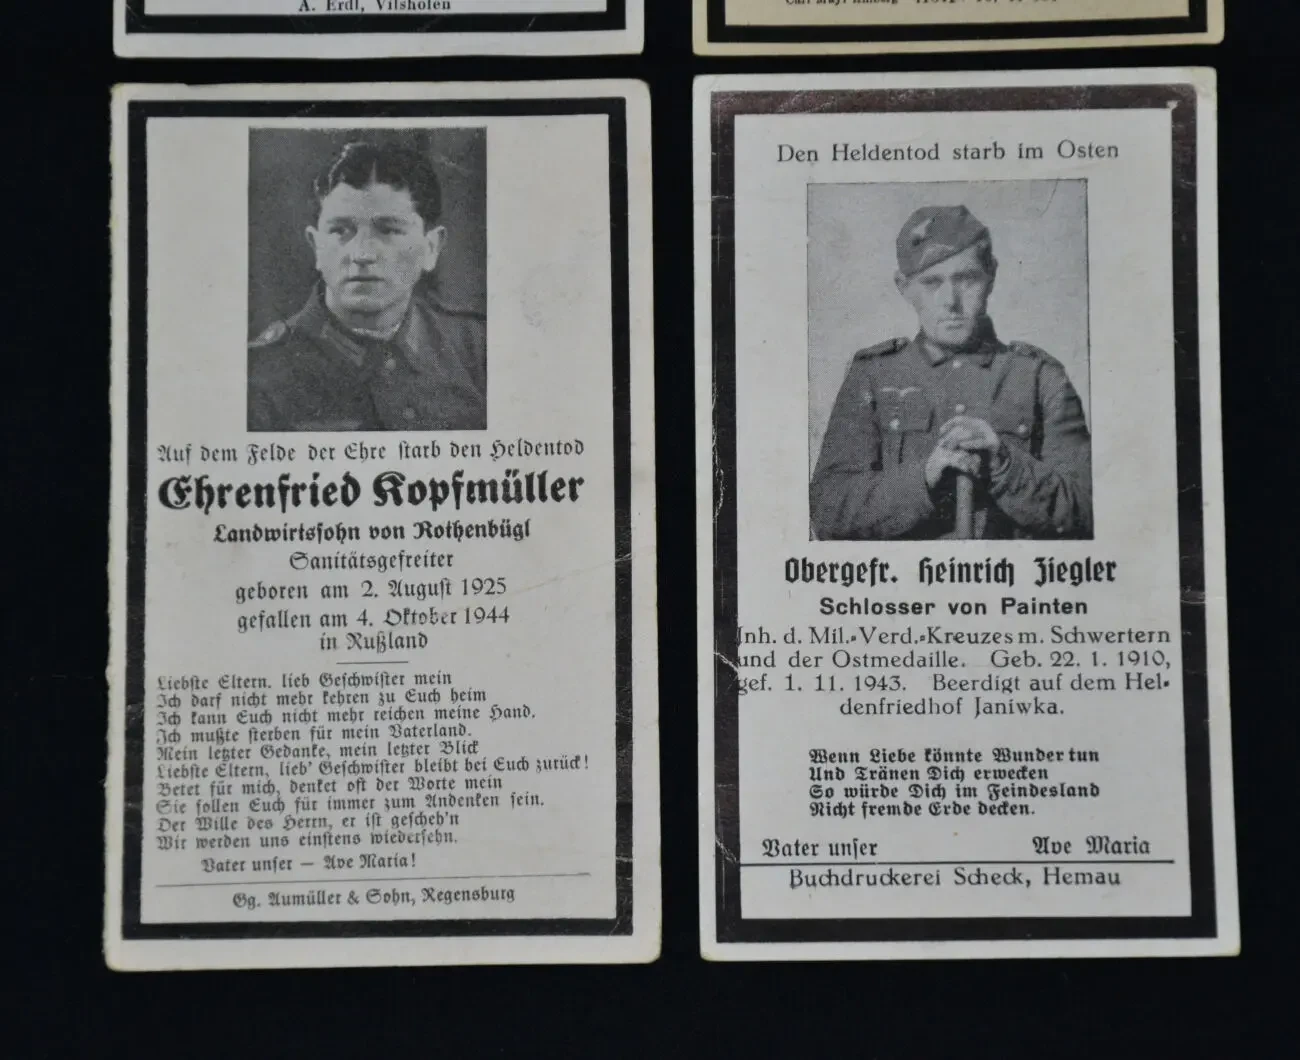 A. Erdl, Vilshofen
Auf dem Felde der Ehre starb den Heldentod
Ehrenfried Kopfmüller
Landwirtssohn von Rothenbügl
Sanitätsgefreiter
geboren am 2. August 1925
gefallen am 4. Oktober 1944
in Rußland
Liebste Eltern. lieb Geschwister mein
Ich darf nicht mehr kehren zu Euch heim
Ich kann Euch nicht mehr reichen meine Hand.
Ich mußte sterben für mein Vaterland.
Mein letzter Gedanke, mein letzter Blick
Liebste Eltern, lieb' Geschwister bleibt bei Euch zurück!
Betet für mich, denket oft der Worte mein
Sie sollen Euch für immer zum Andenken sein.
Der Wille des Herrn, er ist gescheh'n
Wir werden uns einstens wiedersehn.
Vater unser — Ave Maria!
Gg. Aumüller & Sohn, Regensburg
Den Heldentod starb im Osten
Obergefr. Heinrich Ziegler
Schlosser von Painten
Inh. d. Mil.-Verd.-Kreuzes m. Schwertern
und der Ostmedaille. Geb. 22. 1. 1910,
gef. 1. 11. 1943. Beerdigt auf dem Hel-
denfriedhof Janiwka.
Wenn Liebe könnte Wunder tun
Und Tränen Dich erwecken
So würde Dich im Feindesland
Nicht fremde Erde decken.
Vater unser Ave Maria
Buchdruckerei Scheck, Hemau